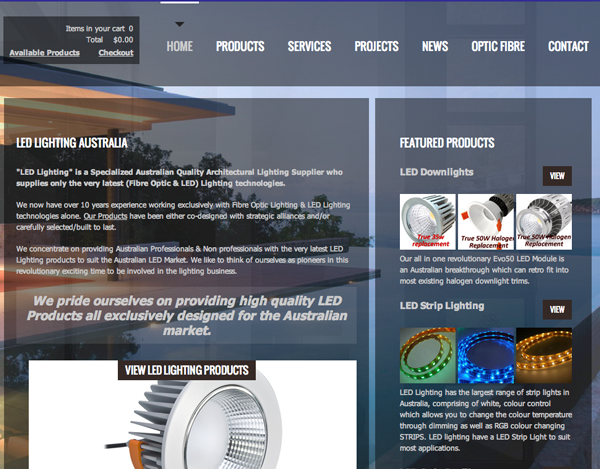 Items in your cart 0
Total $0.00
Available Products Checkout
HOME PRODUCTS SERVICES PROJECTS NEWS OPTIC FIBRE CONTACT
LED LIGHTING AUSTRALIA
"LED Lighting" is a Specialized Australian Quality Architectural Lighting Supplier who
supplies only the very latest (Fibre Optic & LED) Lighting technologies.
We now have over 10 years experience working exclusively with Fibre Optic Lighting & LED Lighting
technologies alone. Our Products have been either co-designed with strategic alliances and/or
carefully selected/built to last.
We concentrate on providing Australian Professionals & Non professionals with the very latest LED
Lighting products to suit the Australian LED Market. We like to think of ourselves as pioneers in this
revolutionary exciting time to be involved in the lighting business.
We pride ourselves on providing high quality LED
Products all exclusively designed for the Australian
market.
VIEW LED LIGHTING PRODUCTS
FEATURED PRODUCTS
LED Downlights
VIEW
True 35w
replacement
True 50W Halogen
Replacement
True 50W Halogen
Replacement
Our all in one revolutionary Evo50 LED Module is
an Australian breakthrough which can retro fit into
most existing halogen downlight trims.
LED Strip Lighting
VIEW
LED Lighting has the largest range of strip lights in
Australia, comprising of white, colour control
which allows you to change the colour temperature
through dimming as well as RGB colour changing
STRIPS. LED lighting have a LED Strip Light to suit
most applications.